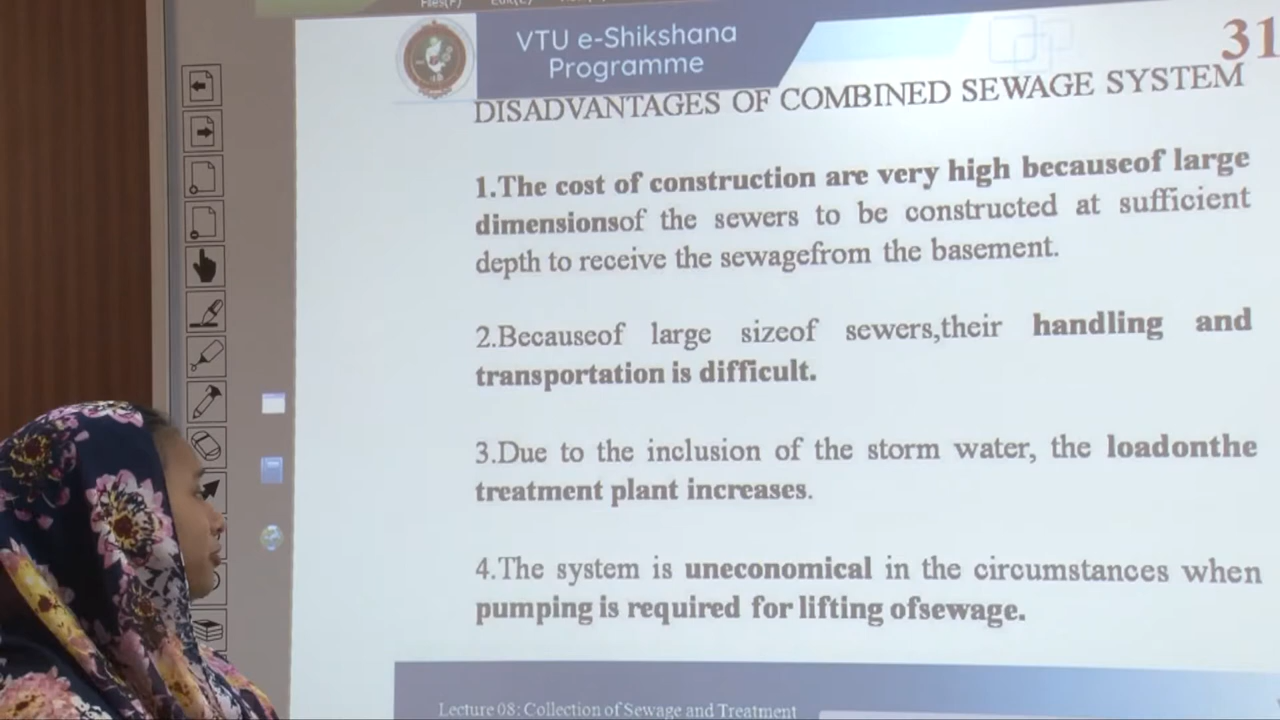 VTU e-Shikshana
Programme
31
DISADVANTAGES OF COMBINED SEWAGE SYSTEM
1.The cost of construction are very high becauseof large
dimensionsof the sewers to be constructed at sufficient
depth to receive the sewagefrom the basement.
2.Becauseof large sizeof sewers,their handling and
transportation is difficult.
3.Due to the inclusion of the storm water, the loadonthe
treatment plant increases.
4.The system is uneconomical in the circumstances when
pumping is required for lifting ofsewage.
Lecture 08: Collection of Sewage and Treatment